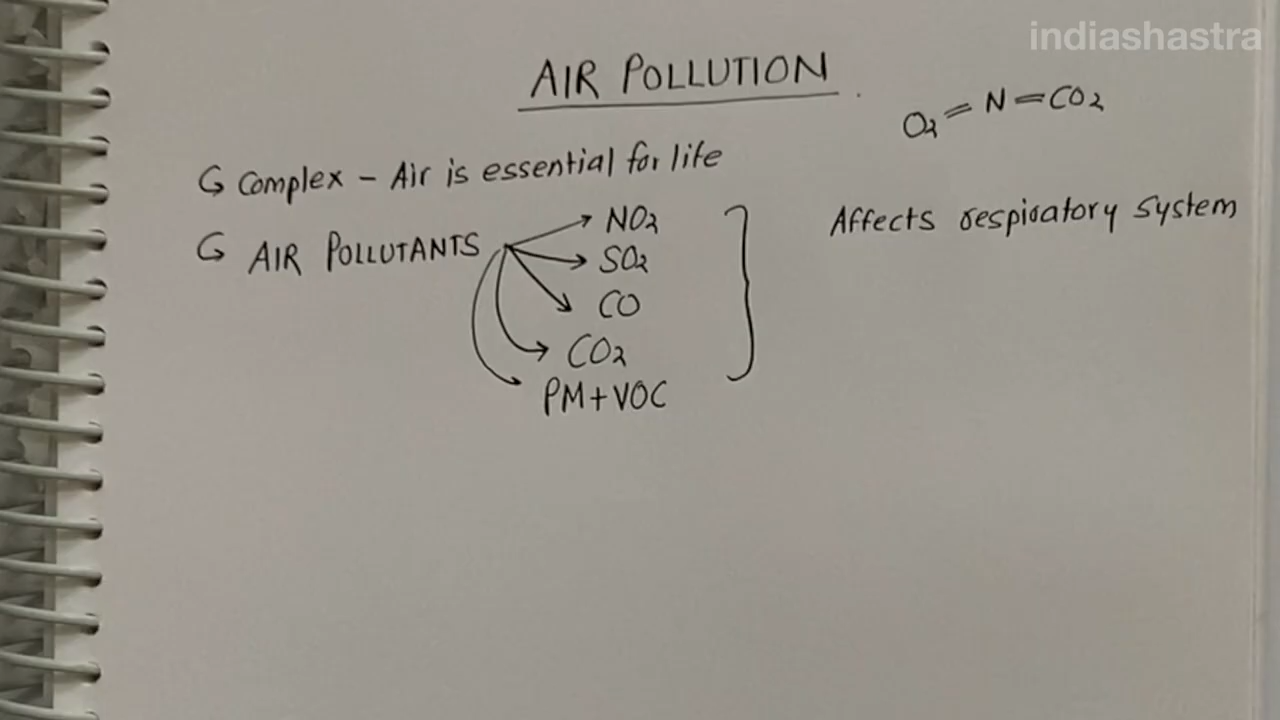 indiashastra
AIR POLLUTION
O2 = N = CO2
↳ Complex – Air is essential for life
↳ AIR POLLUTANTS → NO2
→ SO2
→ CO
→ CO2
→ PM+VOC
Affects respiratory system